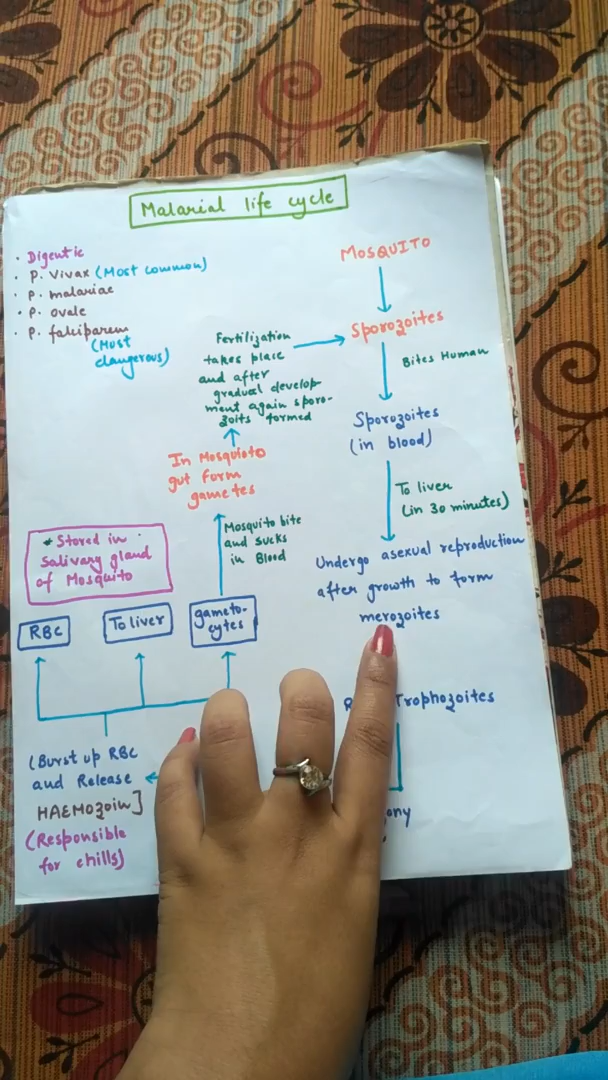 Malarial life cycle
· Digentic
· P. Vivax (Most common)
· P. malariae
· P. ovale
· P. falciparum
(Most
dangerous)
MOSQUITO
Sporozoites
Bites Human
Sporozoites
(in blood)
To liver
(in 30 minutes)
Undergo asexual reproduction
after growth to form
merozoites
Trophozoites
Fertilization
takes place
and after
gradual develop-
ment again sporo-
zoits formed
In Mosquioto
gut form
gametes
Mosquito bite
and sucks
in Blood
* Stored in
Salivary gland
of Mosquito
RBC
To liver
gameto-
cytes
(Burst up RBC
and Release
HAEMOZOIN]
(Responsible
for chills)